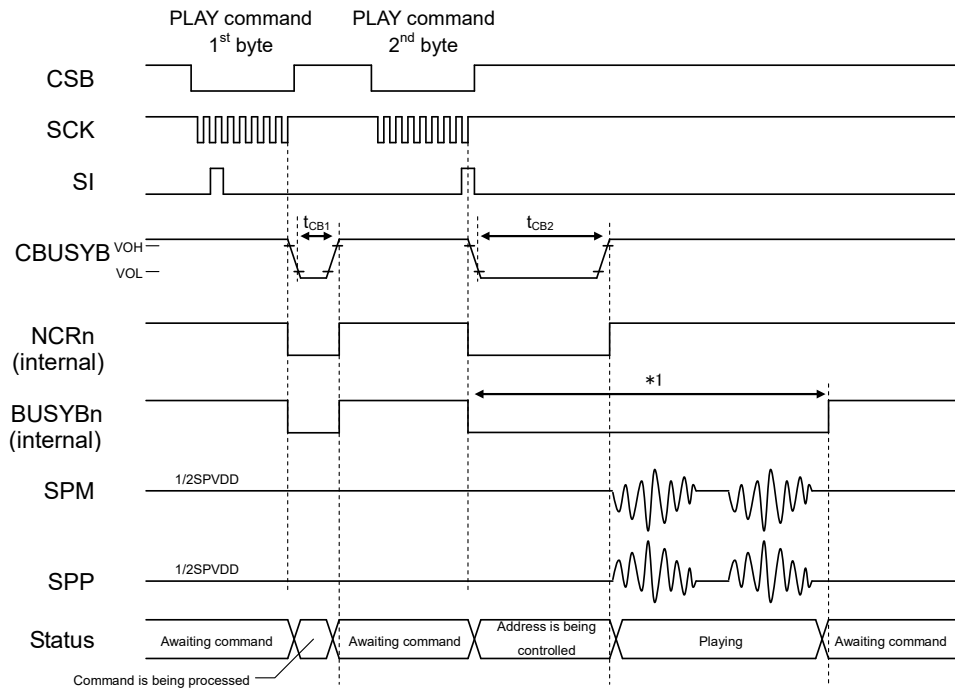 PLAY command
1st byte
PLAY command
2nd byte
CSB
SCK
SI
tCB1
tCB2
CBUSYB
VOH
VOL
NCRn
(internal)
*1
BUSYBn
(internal)
1/2SPVDD
SPM
1/2SPVDD
SPP
Status
Awaiting command
Awaiting command
Address is being
controlled
Playing
Awaiting command
Command is being processed